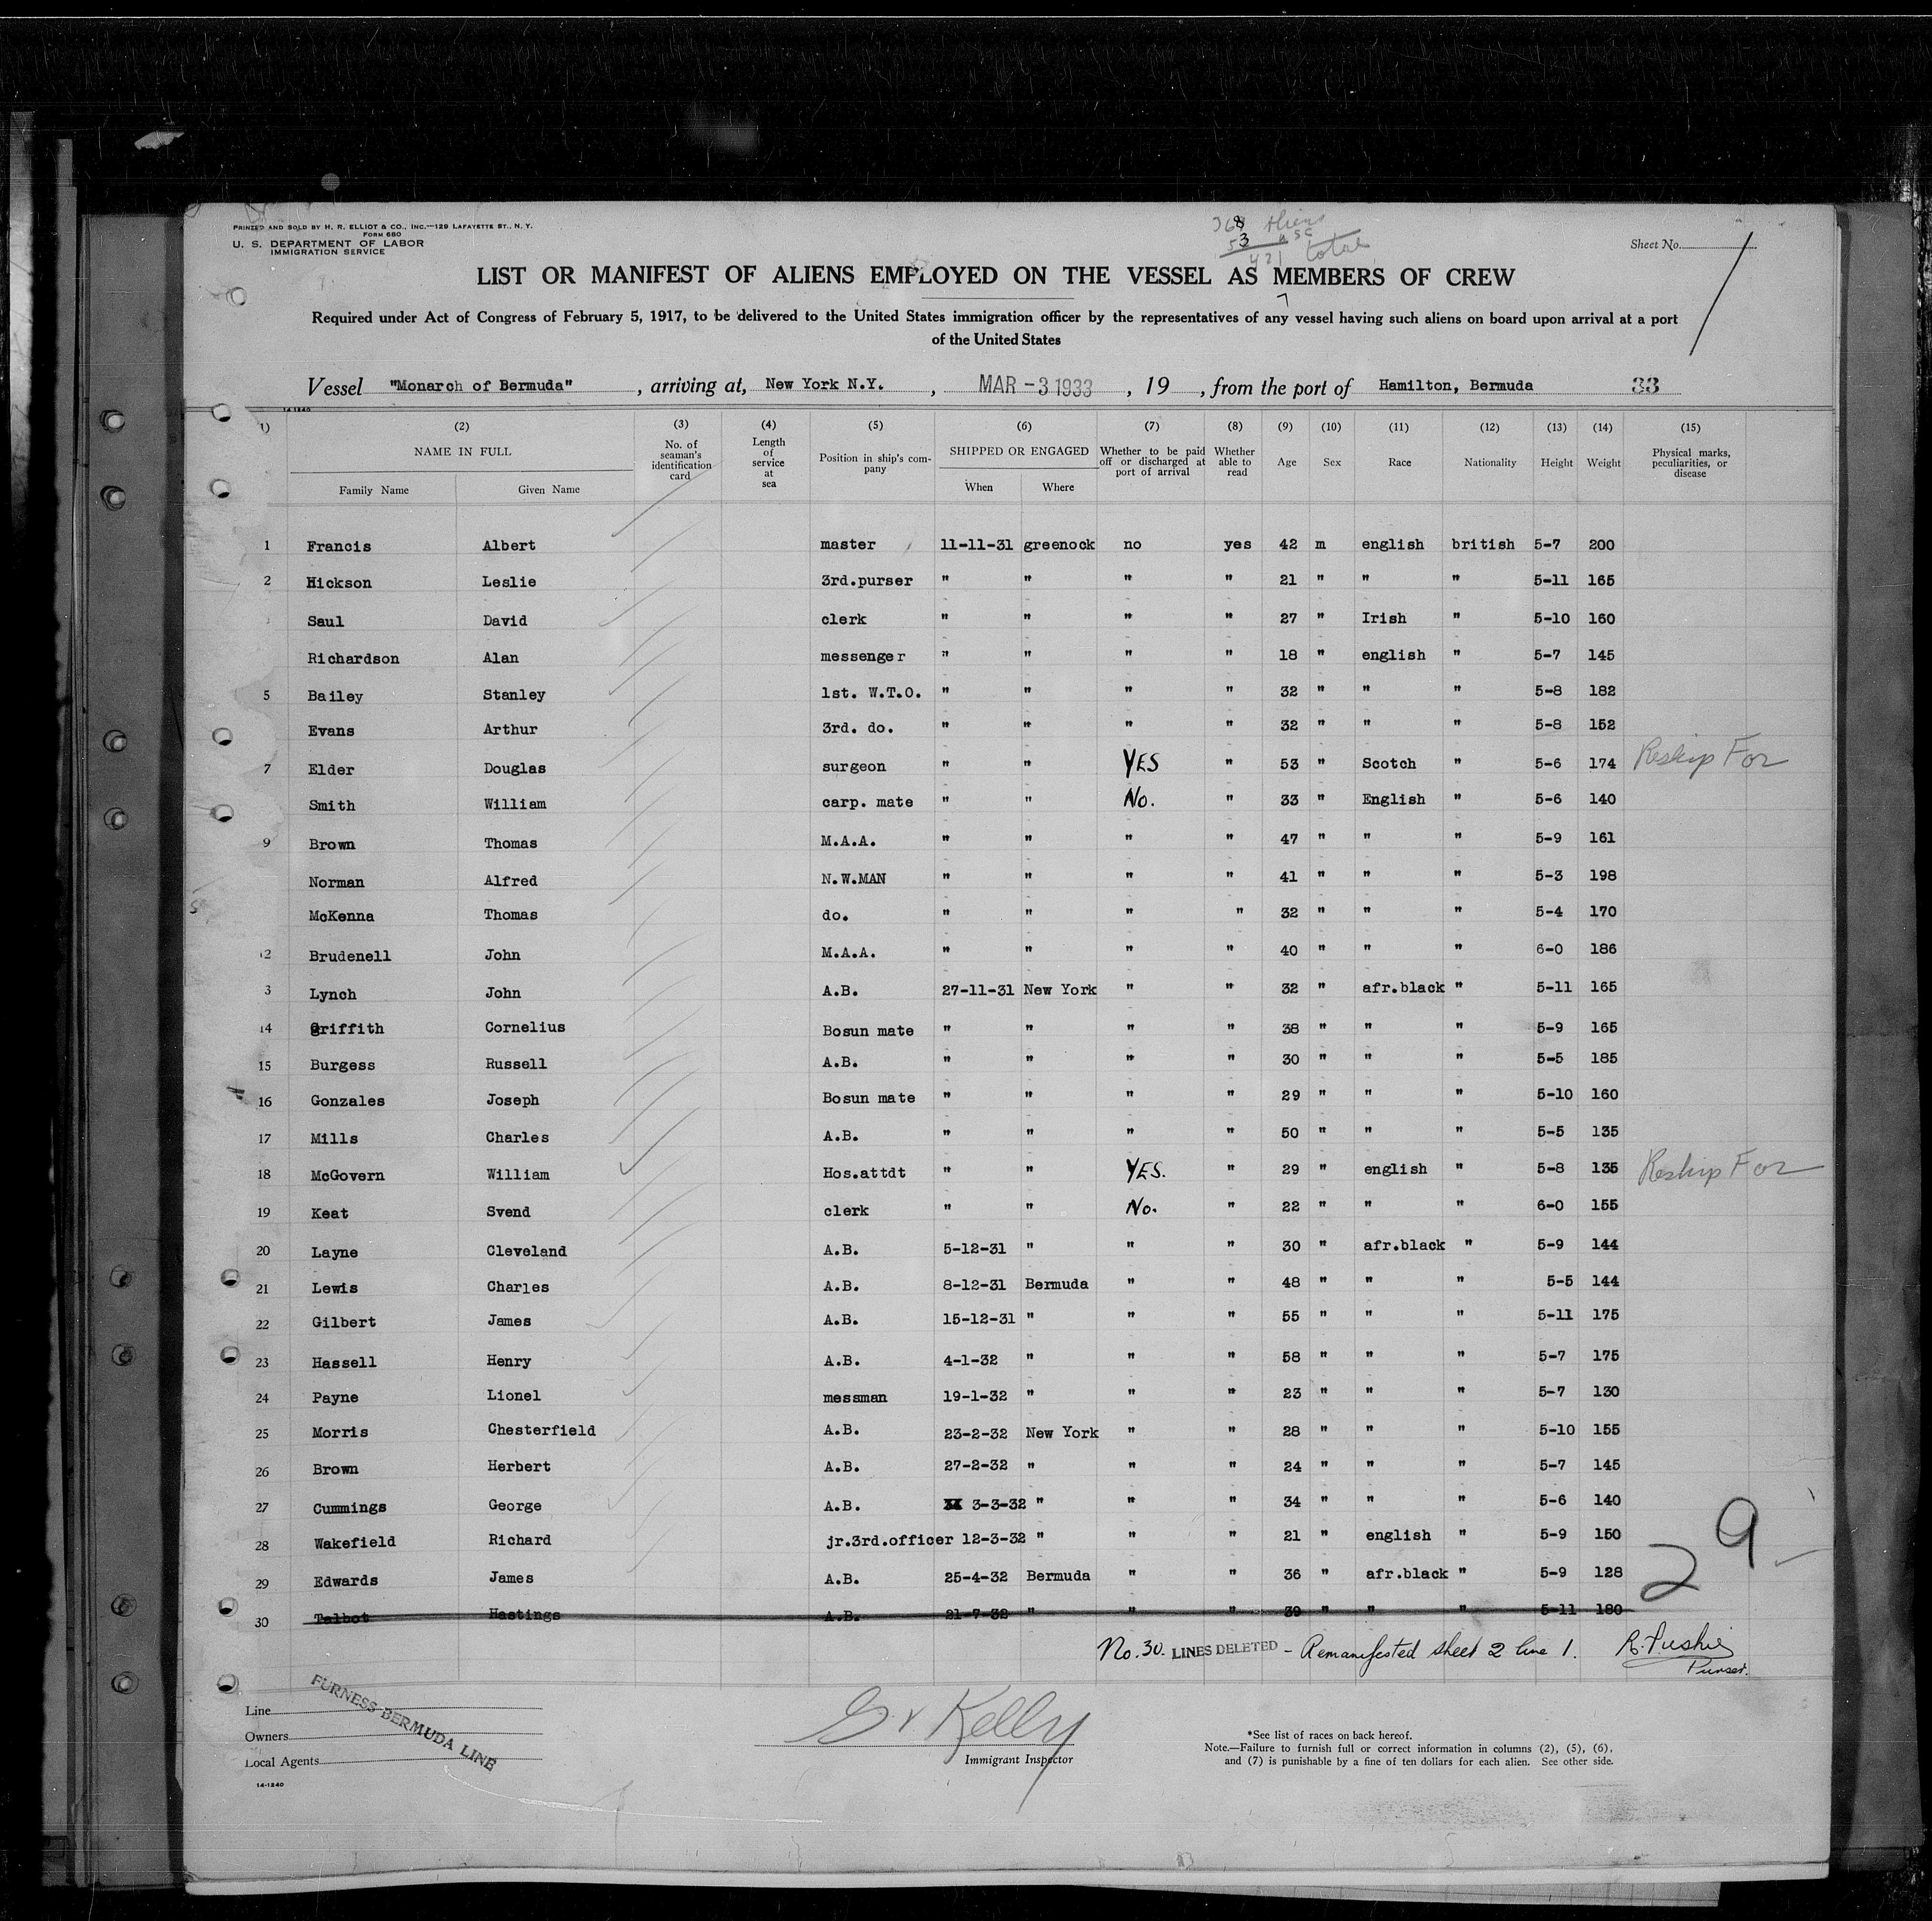 PRINTED AND SOLD BY H. R. ELLIOT & CO., INC.—129 LAFAYETTE ST., N. Y.
FORM 680
U. S. DEPARTMENT OF LABOR
IMMIGRATION SERVICE
368 Aliens
53 USC
421 total
Sheet No. 1
LIST OR MANIFEST OF ALIENS EMPLOYED ON THE VESSEL AS MEMBERS OF CREW
Required under Act of Congress of February 5, 1917, to be delivered to the United States immigration officer by the representatives of any vessel having such aliens on board upon arrival at a port
of the United States
Vessel "Monarch of Bermuda" , arriving at, New York N.Y. , MAR -3 1933 , 19 , from the port of Hamilton, Bermuda 33
14-1240
1) (2) (3) (4) (5) (6) (7) (8) (9) (10) (11) (12) (13) (14) (15)
NAME IN FULL No. of seaman's identification card Length of service at sea Position in ship's company SHIPPED OR ENGAGED Whether to be paid off or discharged at port of arrival Whether able to read Age Sex Race Nationality Height Weight Physical marks, peculiarities, or disease
Family Name Given Name When Where
1 Francis Albert master 11-11-31 greenock no yes 42 m english british 5-7 200
2 Hickson Leslie 3rd.purser " " " " 21 " " " 5-11 165
Saul David clerk " " " " 27 " Irish " 5-10 160
Richardson Alan messenger " " " " 18 " english " 5-7 145
5 Bailey Stanley 1st. W.T.O. " " " " 32 " " " 5-8 182
Evans Arthur 3rd. do. " " " " 32 " " " 5-8 152
7 Elder Douglas surgeon " " YES " 53 " Scotch " 5-6 174 Reship For
Smith William carp. mate " " No. " 33 " English " 5-6 140
9 Brown Thomas M.A.A. " " " " 47 " " " 5-9 161
Norman Alfred N.W.MAN " " " " 41 " " " 5-3 198
McKenna Thomas do. " " " " 32 " " " 5-4 170
12 Brudenell John M.A.A. " " " " 40 " " " 6-0 186
3 Lynch John A.B. 27-11-31 New York " " 32 " afr.black " 5-11 165
14 Griffith Cornelius Bosun mate " " " " 38 " " " 5-9 165
15 Burgess Russell A.B. " " " " 30 " " " 5-5 185
16 Gonzales Joseph Bosun mate " " " " 29 " " " 5-10 160
17 Mills Charles A.B. " " " " 50 " " " 5-5 135
18 McGovern William Hos.attdt " " YES. " 29 " english " 5-8 135 Reship For
19 Keat Svend clerk " " No. " 22 " " " 6-0 155
20 Layne Cleveland A.B. 5-12-31 " " " 30 " afr.black " 5-9 144
21 Lewis Charles A.B. 8-12-31 Bermuda " " 48 " " " 5-5 144
22 Gilbert James A.B. 15-12-31 " " " 55 " " " 5-11 175
23 Hassell Henry A.B. 4-1-32 " " " 58 " " " 5-7 175
24 Payne Lionel messman 19-1-32 " " " 23 " " " 5-7 130
25 Morris Chesterfield A.B. 23-2-32 New York " " 28 " " " 5-10 155
26 Brown Herbert A.B. 27-2-32 " " " 24 " " " 5-7 145
27 Cummings George A.B. 3-3-32 " " " 34 " " " 5-6 140
28 Wakefield Richard jr.3rd.officer 12-3-32 " " " 21 " english " 5-9 150
29 Edwards James A.B. 25-4-32 Bermuda " " 36 " afr.black " 5-9 128
29
30 Talbot Hastings A.B. 21-7-32 " " " 39 " " " 5-11 180
No. 30. LINES DELETED - Remanifested sheet 2 line 1.
Purser.
Line
Owners
Local Agents
FURNESS BERMUDA LINE
14-1240
Kelly
Immigrant Inspector
*See list of races on back hereof.
Note.—Failure to furnish full or correct information in columns (2), (5), (6),
and (7) is punishable by a fine of ten dollars for each alien. See other side.